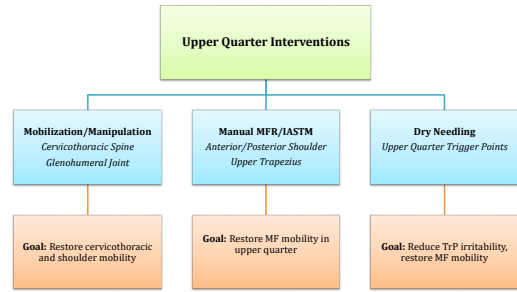 Upper Quarter Interventions
Mobilization/Manipulation
Cervicothoracic Spine
Glenohumeral Joint
Manual MFR/IASTM
Anterior/Posterior Shoulder
Upper Trapezius
Dry Needling
Upper Quarter Trigger Points
Goal: Restore cervicothoracic
and shoulder mobility
Goal: Restore MF mobility in
upper quarter
Goal: Reduce TrP irritability,
restore MF mobility